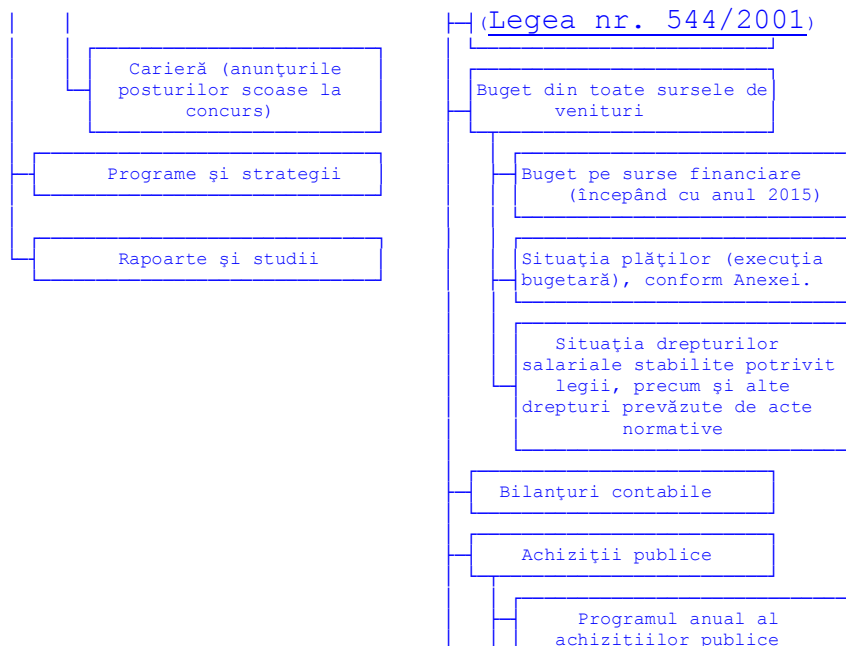 (Legea nr. 544/2001)
Carieră (anunţurile
posturilor scoase la
concurs)
Programe şi strategii
Rapoarte şi studii
Buget din toate sursele de
venituri
Buget pe surse financiare
(începând cu anul 2015)
Situaţia plăţilor (execuţia
bugetară), conform Anexei.
Situaţia drepturilor
salariale stabilite potrivit
legii, precum şi alte
drepturi prevăzute de acte
normative
Bilanţuri contabile
Achiziţii publice
Programul anual al
achiziţiilor publice